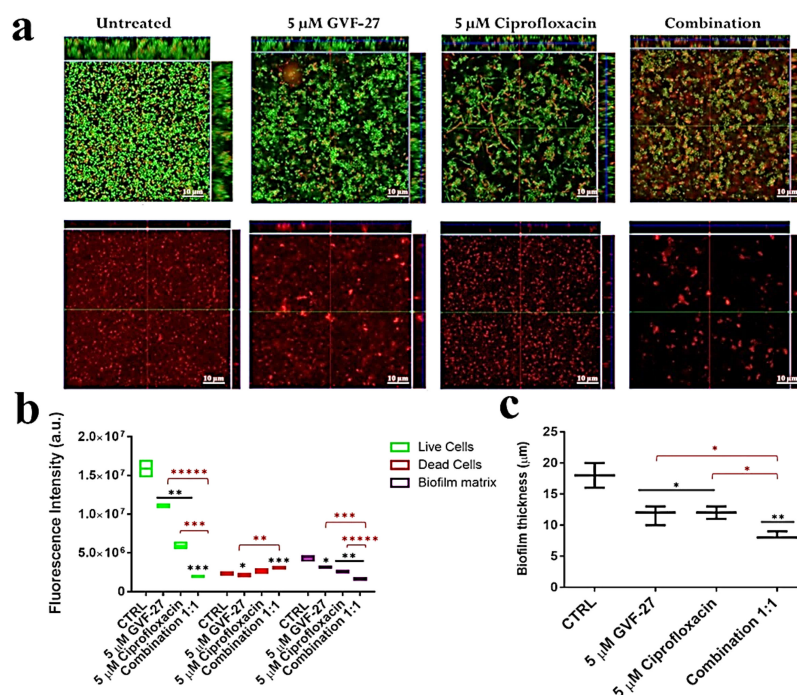 a
Untreated
5 µM GVF-27
5 µM Ciprofloxacin
Combination
10 µm
10 µm
10 µm
10 µm
10 µm
10 µm
10 µm
10 µm
b
Fluorescence Intensity (a.u.)
2.0×10⁷
1.5×10⁷
1.0×10⁷
5.0×10⁶
0
*****
**
***
***
**
*
***
***
*****
*
**
Live Cells
Dead Cells
Biofilm matrix
CTRL
5 µM GVF-27
5 µM Ciprofloxacin
Combination 1:1
CTRL
5 µM GVF-27
5 µM Ciprofloxacin
Combination 1:1
CTRL
5 µM GVF-27
5 µM Ciprofloxacin
Combination 1:1
c
Biofilm thickness (µm)
25
20
15
10
5
0
*
*
*
**
CTRL
5 µM GVF-27
5 µM Ciprofloxacin
Combination 1:1